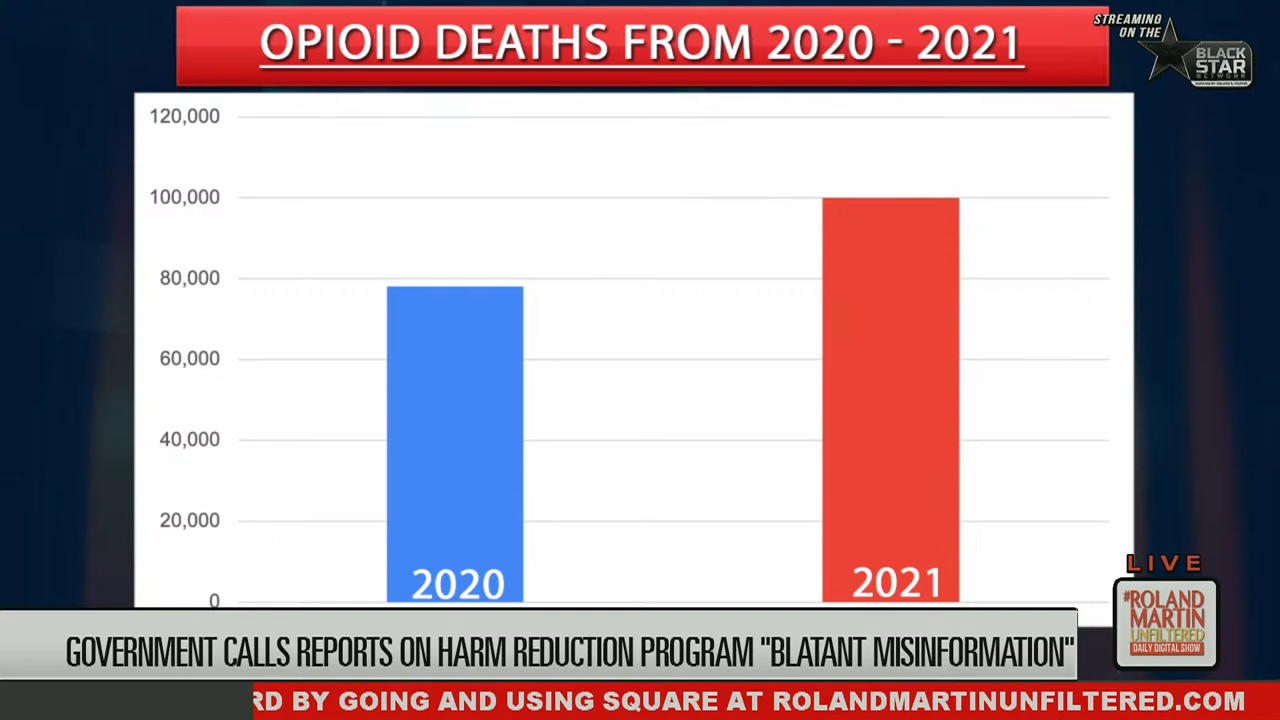 OPIOID DEATHS FROM 2020 - 2021
STREAMING
ON THE
BLACK
STAR
NETWORK
120,000
100,000
80,000
60,000
40,000
20,000
0
2020
2021
LIVE
#ROLAND
MARTIN
UNFILTERED
DAILY DIGITAL SHOW
GOVERNMENT CALLS REPORTS ON HARM REDUCTION PROGRAM "BLATANT MISINFORMATION"
RD BY GOING AND USING SQUARE AT ROLANDMARTINUNFILTERED.COM